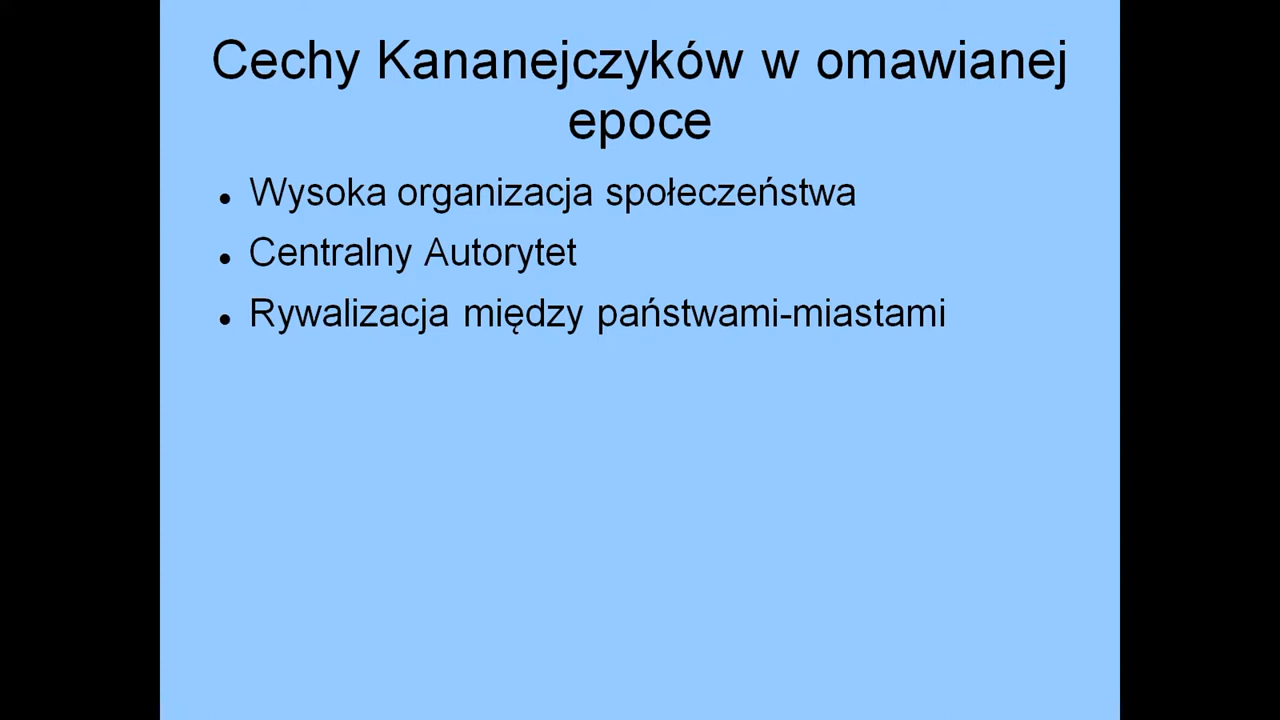 Cechy Kananejczyków w omawianej
epoce
• Wysoka organizacja społeczeństwa
• Centralny Autorytet
• Rywalizacja między państwami-miastami